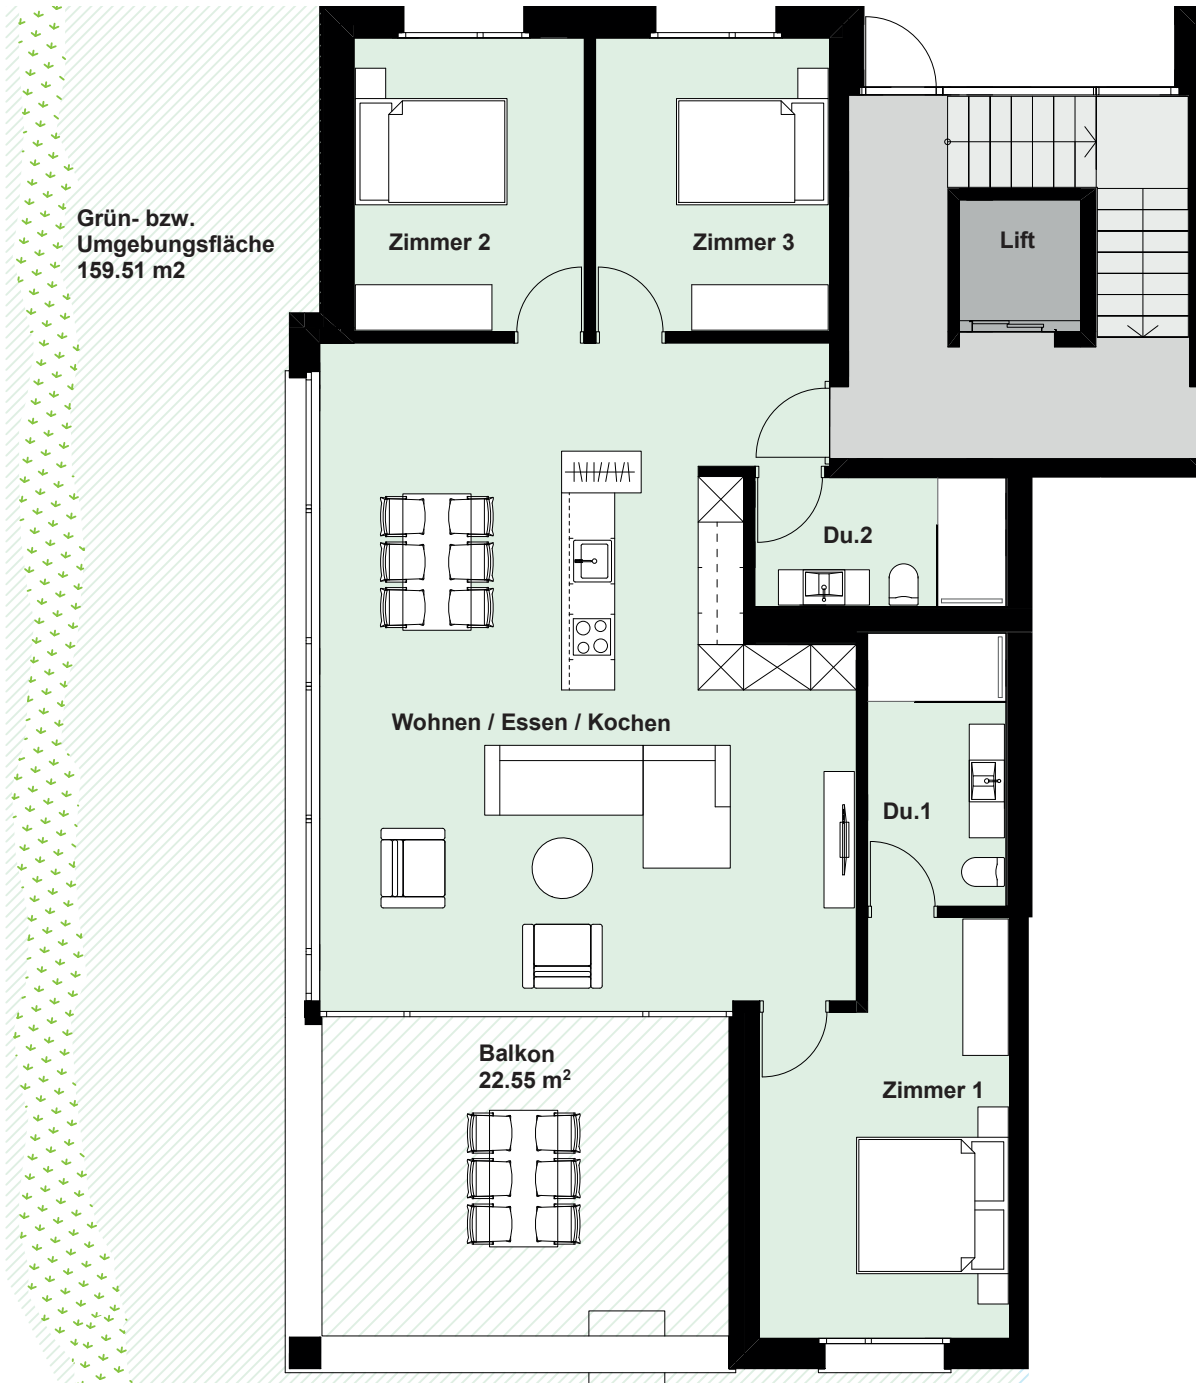 Grün- bzw.
Umgebungsfläche
159.51 m2
Zimmer 2
Zimmer 3
Lift
Du.2
Wohnen / Essen / Kochen
Du.1
Balkon
22.55 m²
Zimmer 1